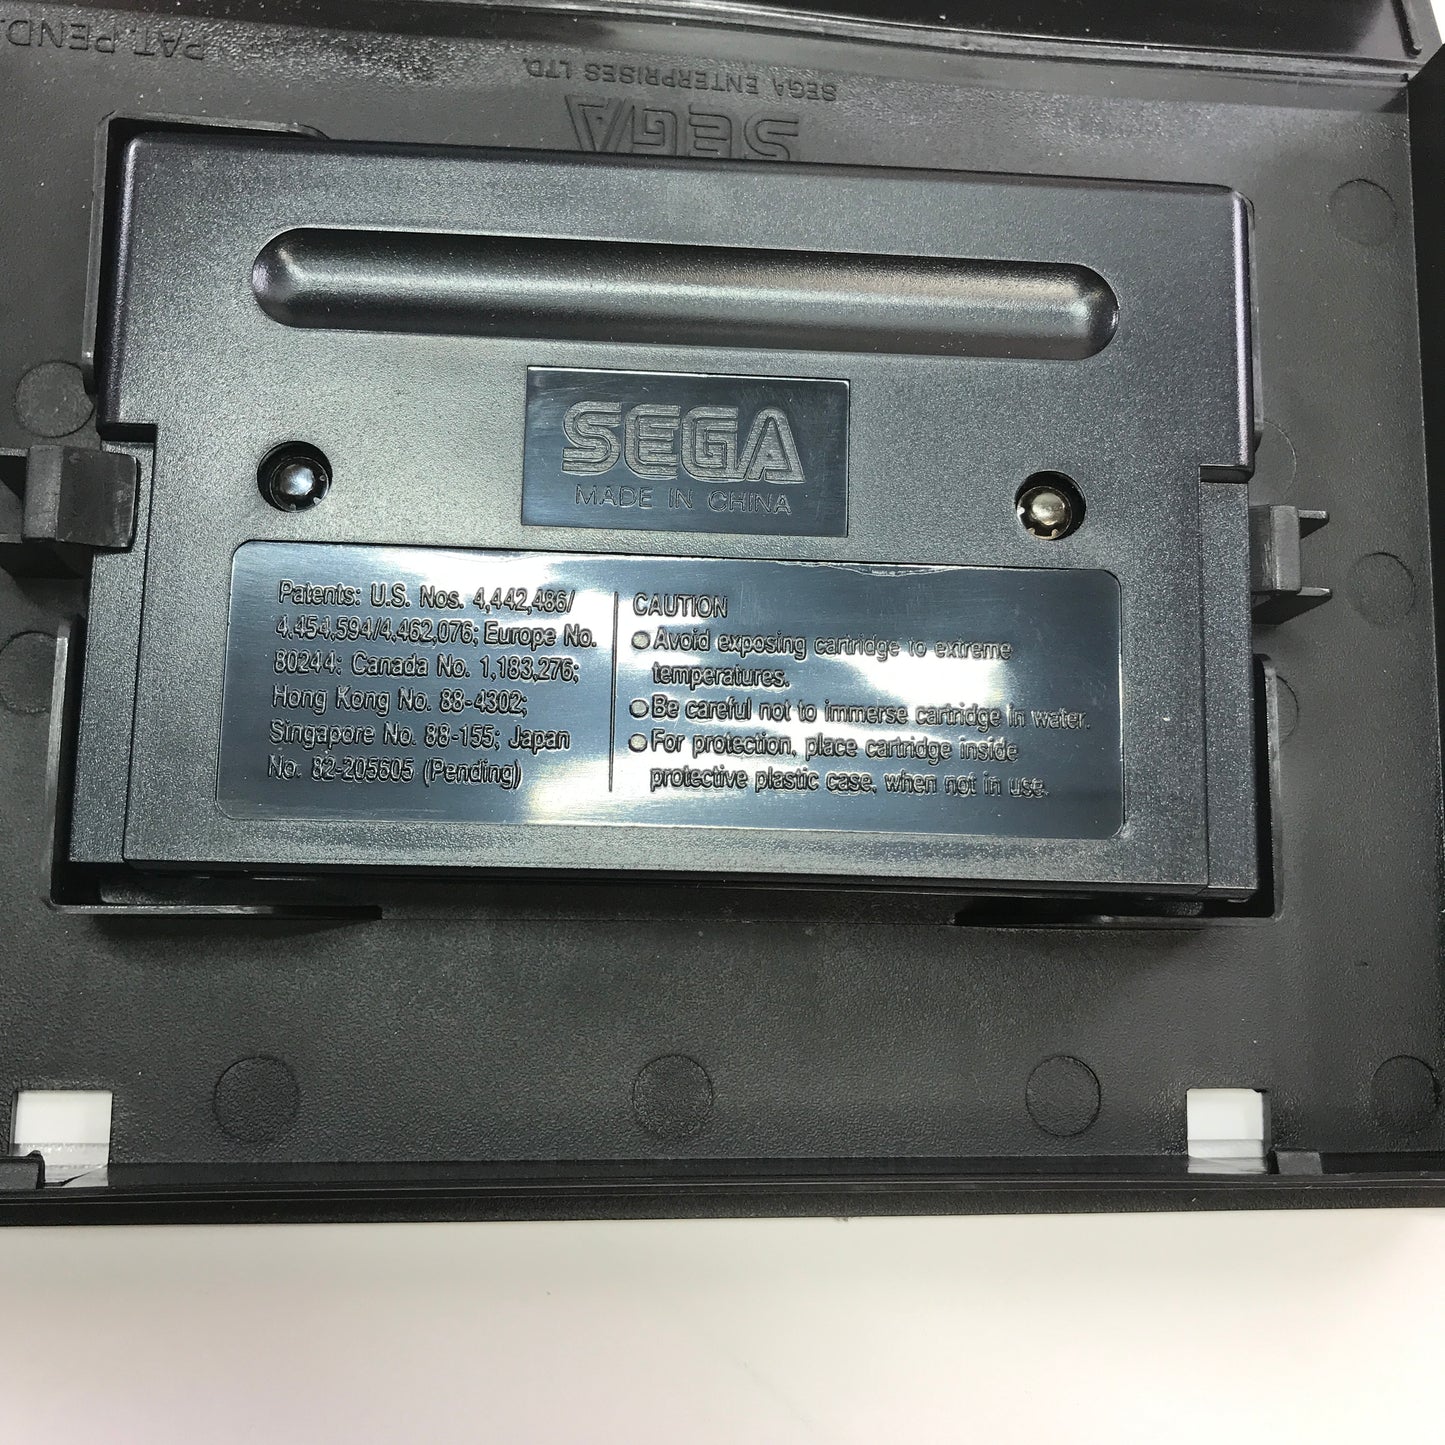 PAT. PEND.
SEGA ENTERPRISES LTD.
SEGA
SEGA
MADE IN CHINA
Patents: U.S. Nos. 4,442,486/
4,454,594/4,462,076; Europe No.
80244; Canada No. 1,183,276;
Hong Kong No. 88-4302;
Singapore No. 88-155; Japan
No. 82-205605 (Pending)
CAUTION
●Avoid exposing cartridge to extreme
temperatures.
●Be careful not to immerse cartridge in water.
●For protection, place cartridge inside
protective plastic case, when not in use.